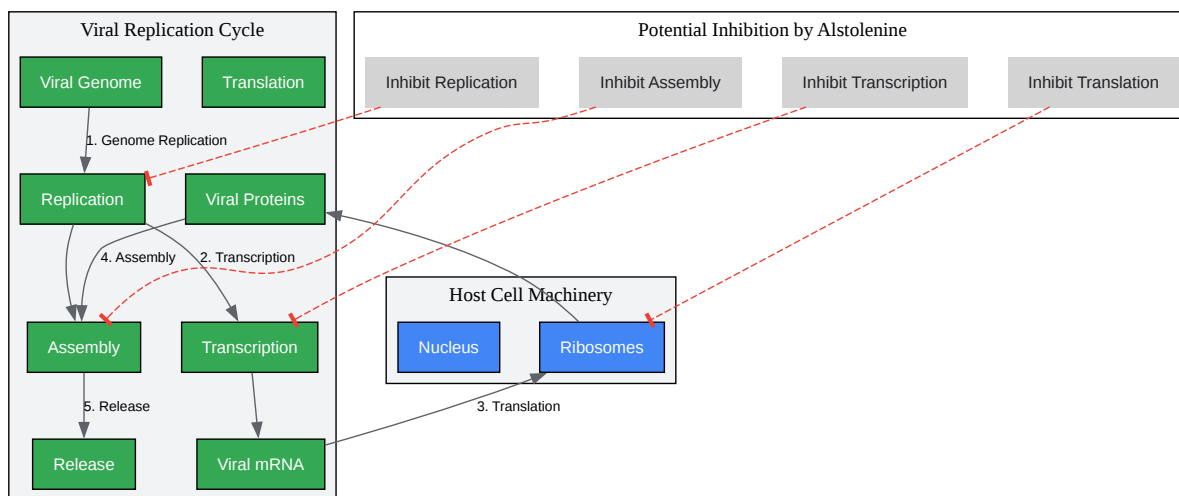 Viral Replication Cycle
Potential Inhibition by Alstolenine
Viral Genome
Translation
Inhibit Replication
Inhibit Assembly
Inhibit Transcription
Inhibit Translation
1. Genome Replication
Replication
Viral Proteins
4. Assembly
2. Transcription
Host Cell Machinery
Assembly
Transcription
Nucleus
Ribosomes
5. Release
3. Translation
Release
Viral mRNA